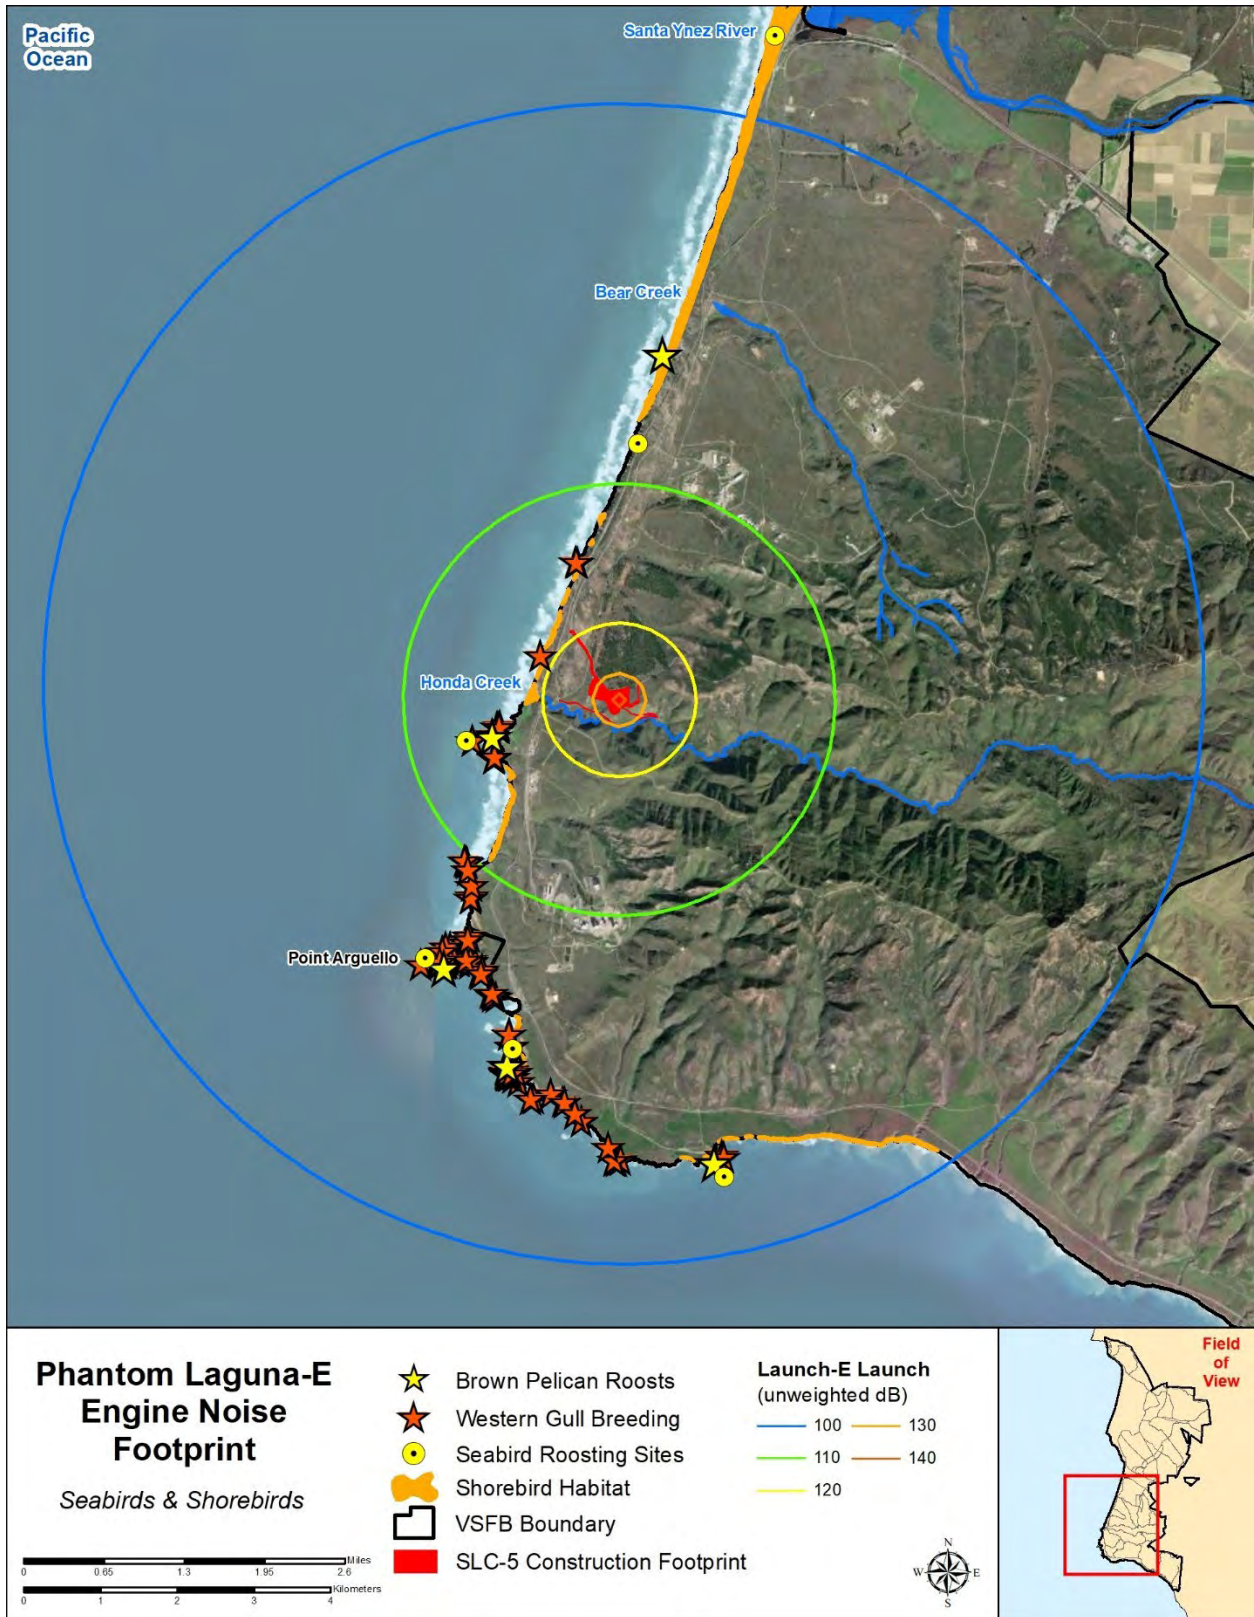 Pacific
Ocean
Santa Ynez River
Bear Creek
Honda Creek
Point Arguello
Phantom Laguna-E
Engine Noise
Footprint
Seabirds & Shorebirds
Miles
0 0.65 1.3 1.95 2.6
Kilometers
0 1 2 3 4
Brown Pelican Roosts
Western Gull Breeding
Seabird Roosting Sites
Shorebird Habitat
VSFB Boundary
SLC-5 Construction Footprint
Launch-E Launch
(unweighted dB)
100 130
110 140
120
N
W E
S
Field
of
View